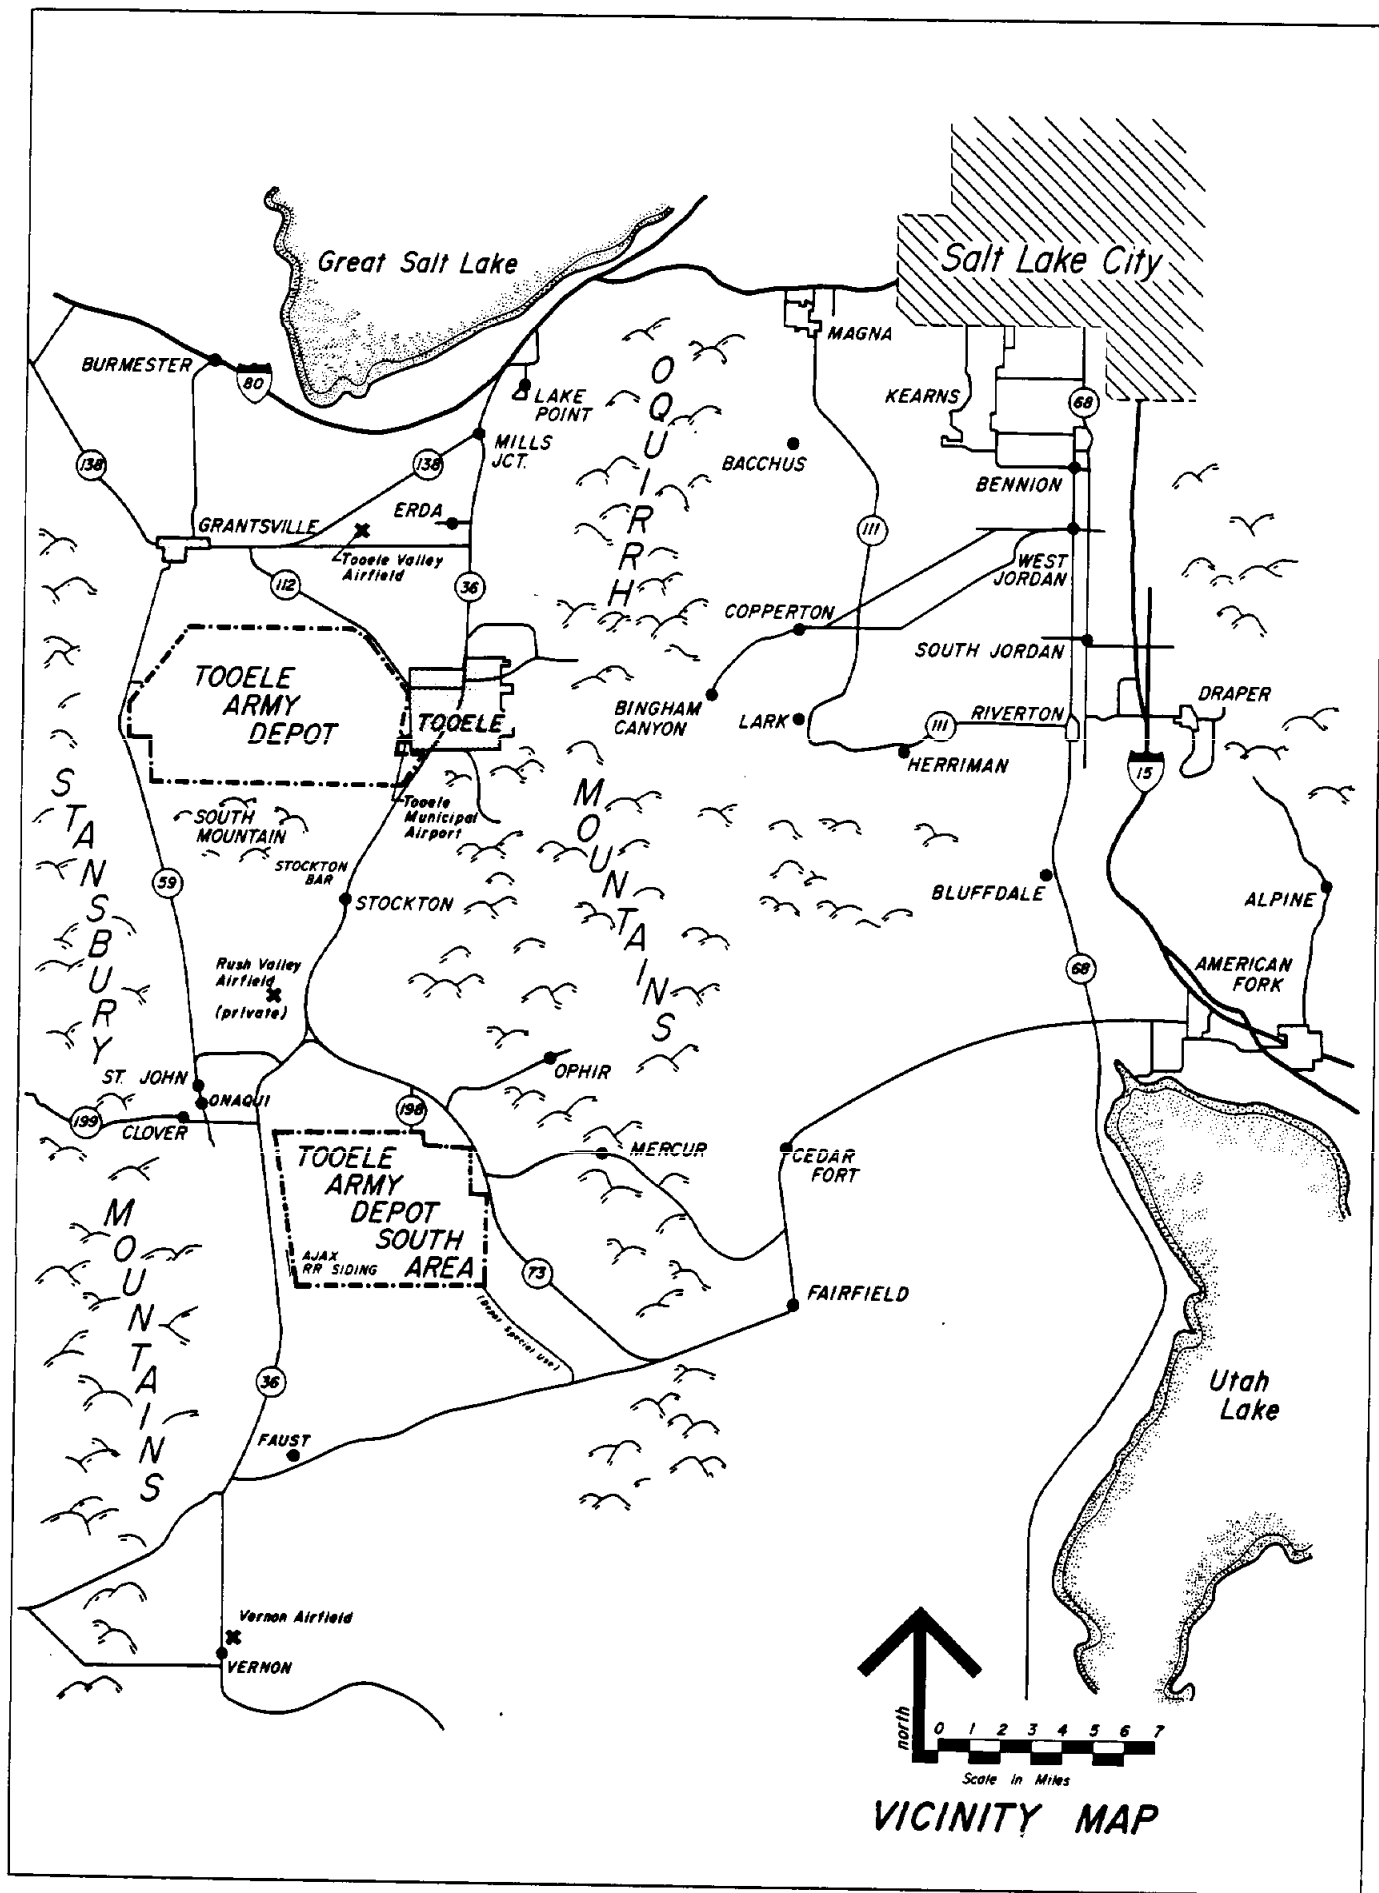 Great Salt Lake
Salt Lake City
MAGNA
BURMESTER
80
LAKE
POINT
KEARNS
68
OQUIRRH
MILLS
JCT.
138
138
BACCHUS
BENNION
GRANTSVILLE
ERDA
111
Tooele Valley
Airfield
WEST
JORDAN
112
36
COPPERTON
SOUTH JORDAN
TOOELE
ARMY
DEPOT
TOOELE
BINGHAM
CANYON
LARK
111
RIVERTON
DRAPER
HERRIMAN
15
STANSBURY
MOUNTAINS
Tooele
Municipal
Airport
SOUTH
MOUNTAIN
STOCKTON
BAR
59
STOCKTON
BLUFFDALE
ALPINE
Rush Valley
Airfield
(private)
68
AMERICAN
FORK
ST. JOHN
ONAQUI
OPHIR
199
CLOVER
198
MERCUR
CEDAR
FORT
TOOELE
ARMY
DEPOT
SOUTH
AREA
AJAX
RR SIDING
MOUNTAINS
73
(Depot Special Use)
FAIRFIELD
36
Utah
Lake
FAUST
Vernon Airfield
VERNON
north
0 1 2 3 4 5 6 7
Scale in Miles
VICINITY MAP